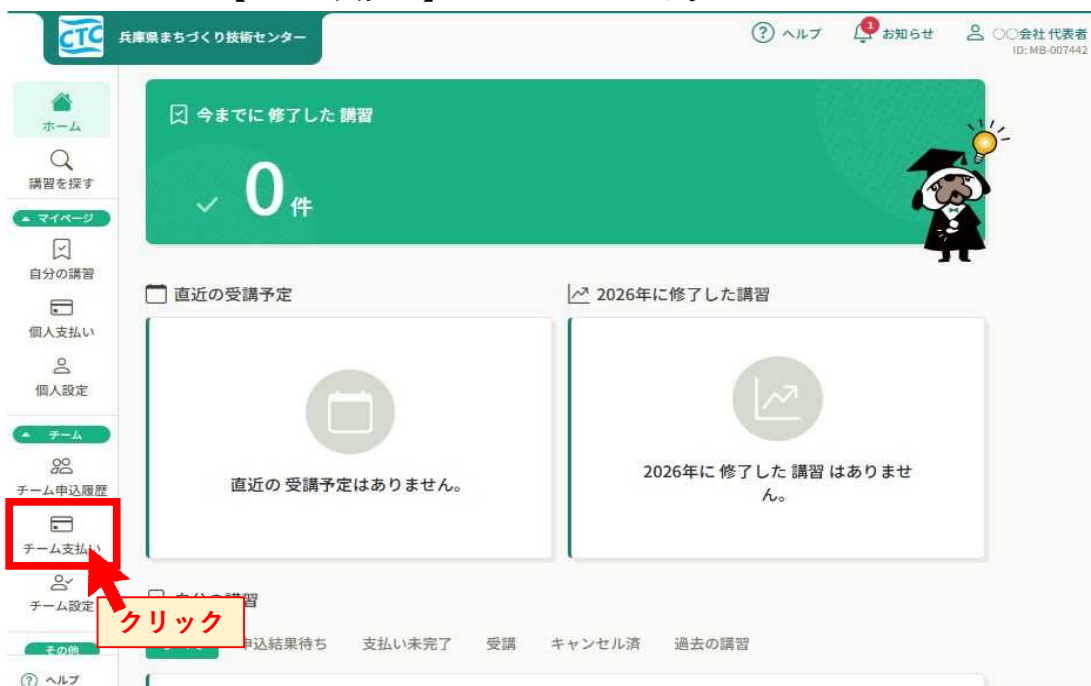 CTC 兵庫県まちづくり技術センター
ヘルプ
1
お知らせ
○○会社 代表者
ID: MB-007442
ホーム
講習を探す
マイページ
自分の講習
個人支払い
個人設定
チーム
チーム申込履歴
チーム支払い
チーム設定
その他
ヘルプ
今までに 修了した 講習
0件
直近の受講予定
2026年に修了した講習
直近の 受講予定はありません。
2026年に 修了した 講習 はありませ
ん。
クリック
申込結果待ち
支払い未完了
受講
キャンセル済
過去の講習